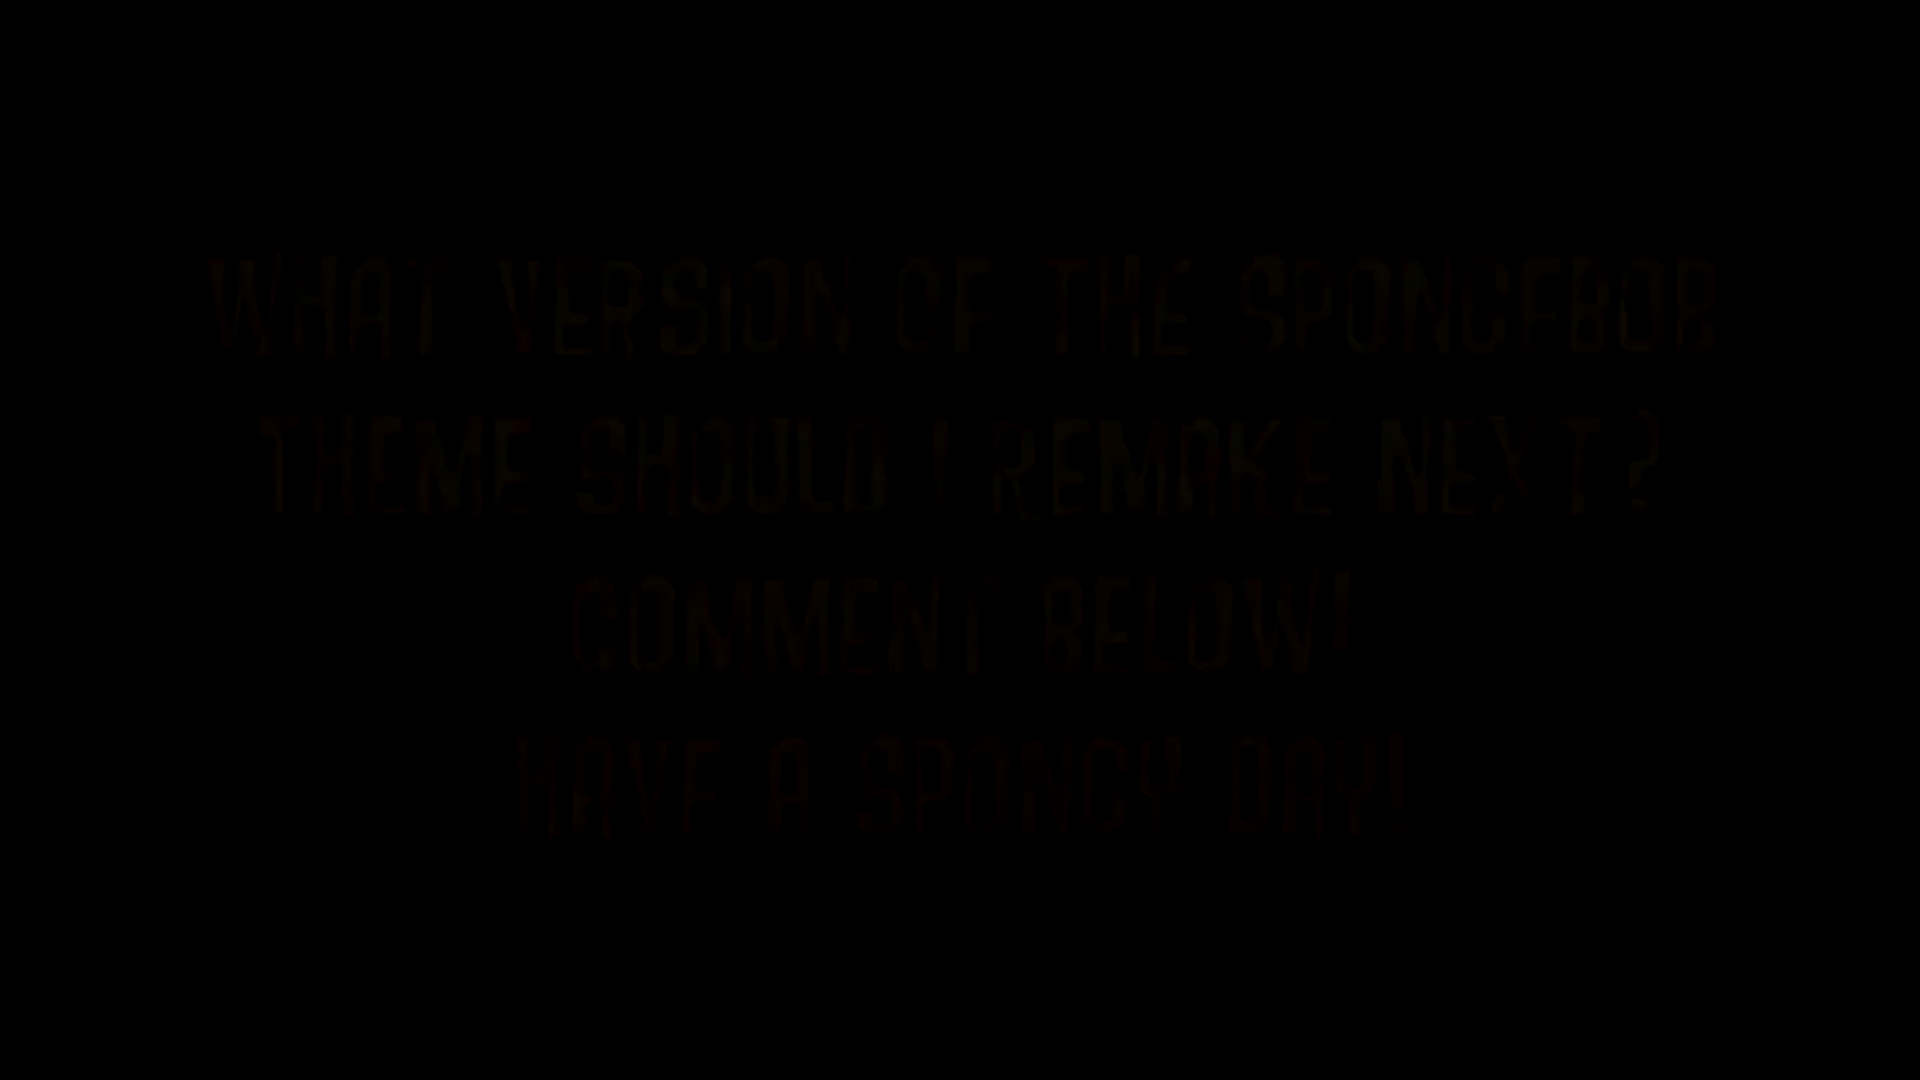 WHAT VERSION OF THE SPONGEBOB
THEME SHOULD I REMAKE NEXT?
COMMENT BELOW!
HAVE A SPONGY DAY!